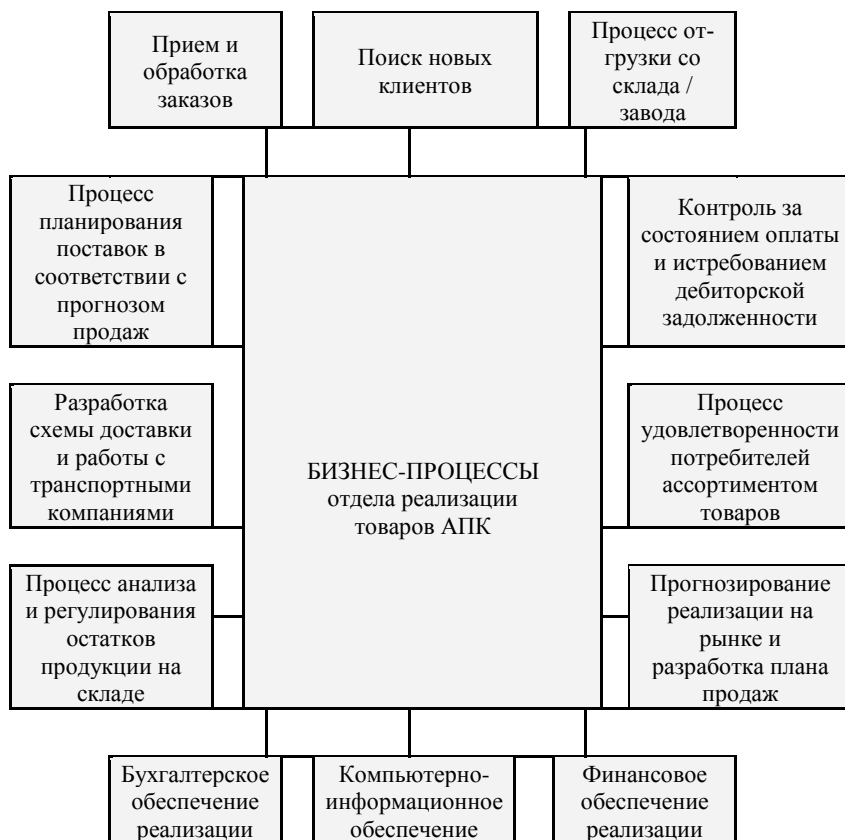 Прием и
обработка
заказов
Поиск новых
клиентов
Процесс от-
грузки со
склада /
завода
Процесс
планирования
поставок в
соответствии с
прогнозом
продаж
Контроль за
состоянием оплаты
и истребованием
дебиторской
задолженности
Разработка
схемы доставки
и работы с
транспортными
компаниями
БИЗНЕС-ПРОЦЕССЫ
отдела реализации
товаров АПК
Процесс
удовлетворенности
потребителей
ассортиментом
товаров
Процесс анализа
и регулирования
остатков
продукции на
складе
Прогнозирование
реализации на
рынке и
разработка плана
продаж
Бухгалтерское
обеспечение
реализации
Компьютерно-
информационное
обеспечение
Финансовое
обеспечение
реализации